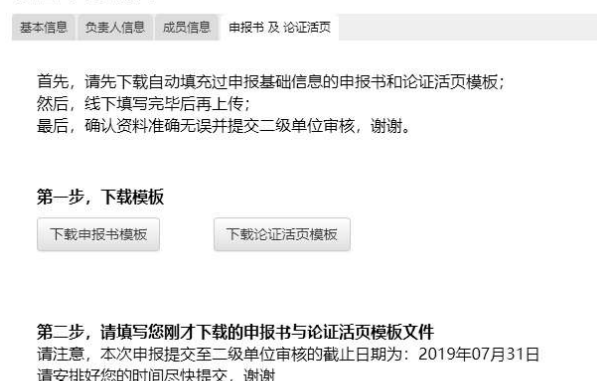 基本信息 负责人信息 成员信息 申报书 及 论证活页
首先，请先下载自动填充过申报基础信息的申报书和论证活页模板；
然后，线下填写完毕后再上传；
最后，确认资料准确无误并提交二级单位审核，谢谢。
第一步，下载模板
下载申报书模板 下载论证活页模板
第二步，请填写您刚才下载的申报书与论证活页模板文件
请注意，本次申报提交至二级单位审核的截止日期为：2019年07月31日
请安排好您的时间尽快提交，谢谢